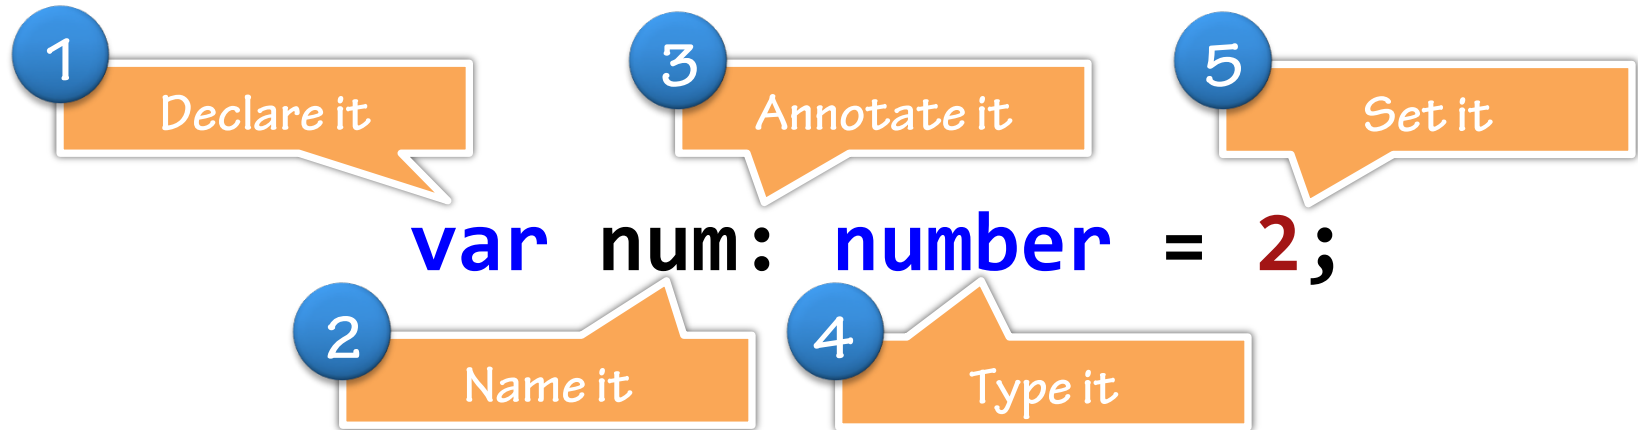 1
Declare it
3
Annotate it
5
Set it
var num: number = 2;
2
Name it
4
Type it